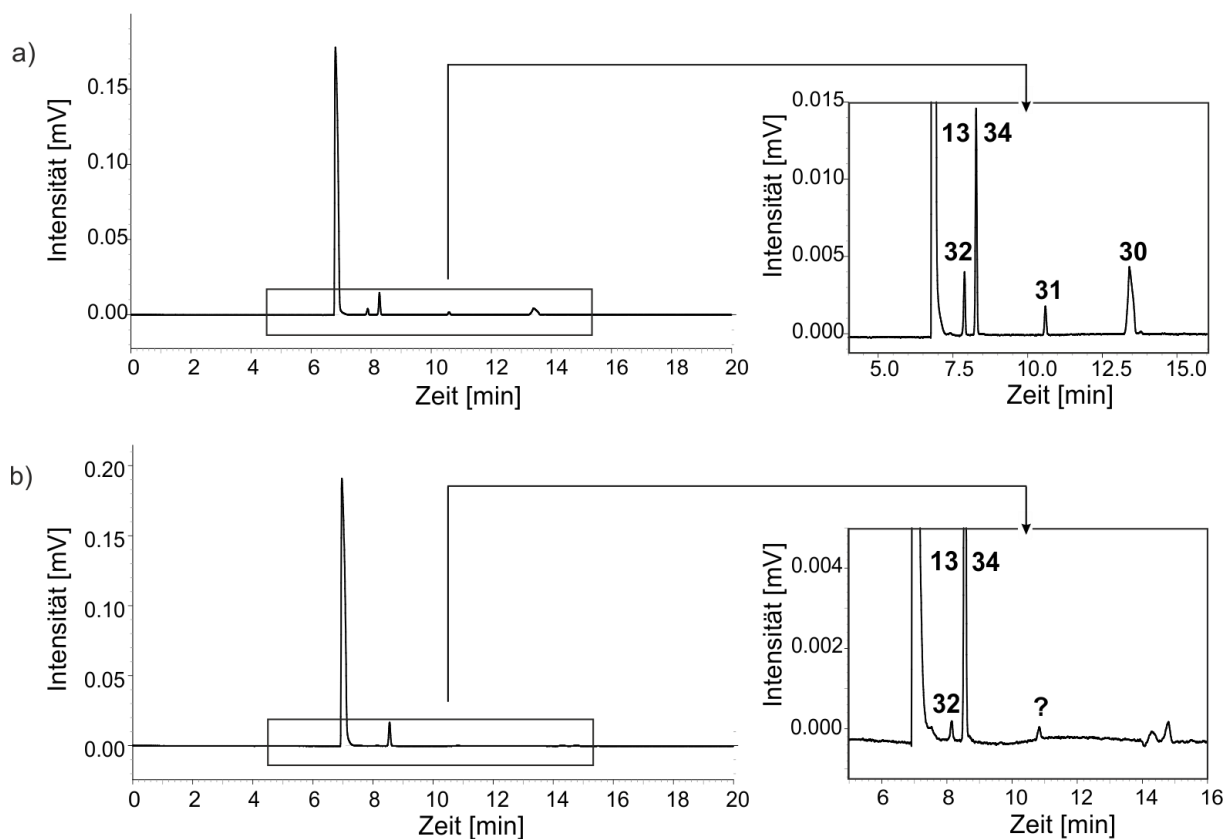 a)
Intensität [mV]
0.15
0.10
0.05
0.00
0 2 4 6 8 10 12 14 16 18 20
Zeit [min]
Intensität [mV]
0.015
0.010
0.005
0.000
13 34
32
31
30
5.0 7.5 10.0 12.5 15.0
Zeit [min]
b)
Intensität [mV]
0.20
0.15
0.10
0.05
0.00
0 2 4 6 8 10 12 14 16 18 20
Zeit [min]
Intensität [mV]
0.004
0.002
0.000
13 34
32
?
6 8 10 12 14 16
Zeit [min]